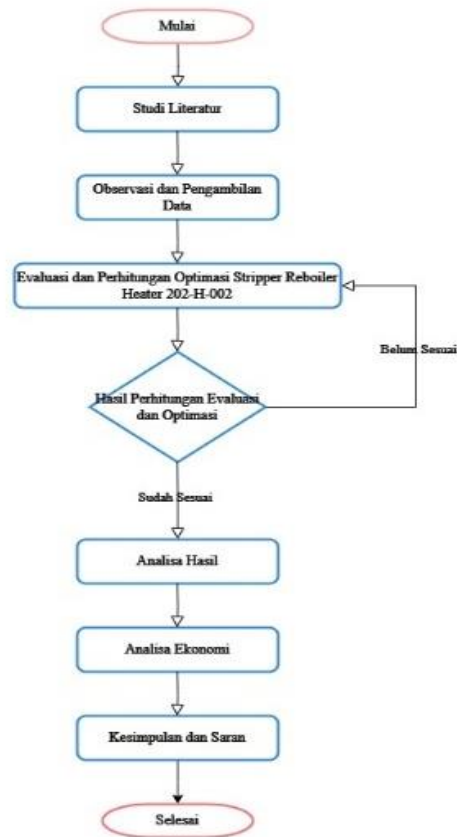 Mulai
Studi Literatur
Observasi dan Pengambilan
Data
Evaluasi dan Perhitungan Optimasi Stripper Reboiler
Heater 202-H-002
Belum Sesuai
Hasil Perhitungan Evaluasi
dan Optimasi
Sudah Sesuai
Analisa Hasil
Analisa Ekonomi
Kesimpulan dan Saran
Selesai